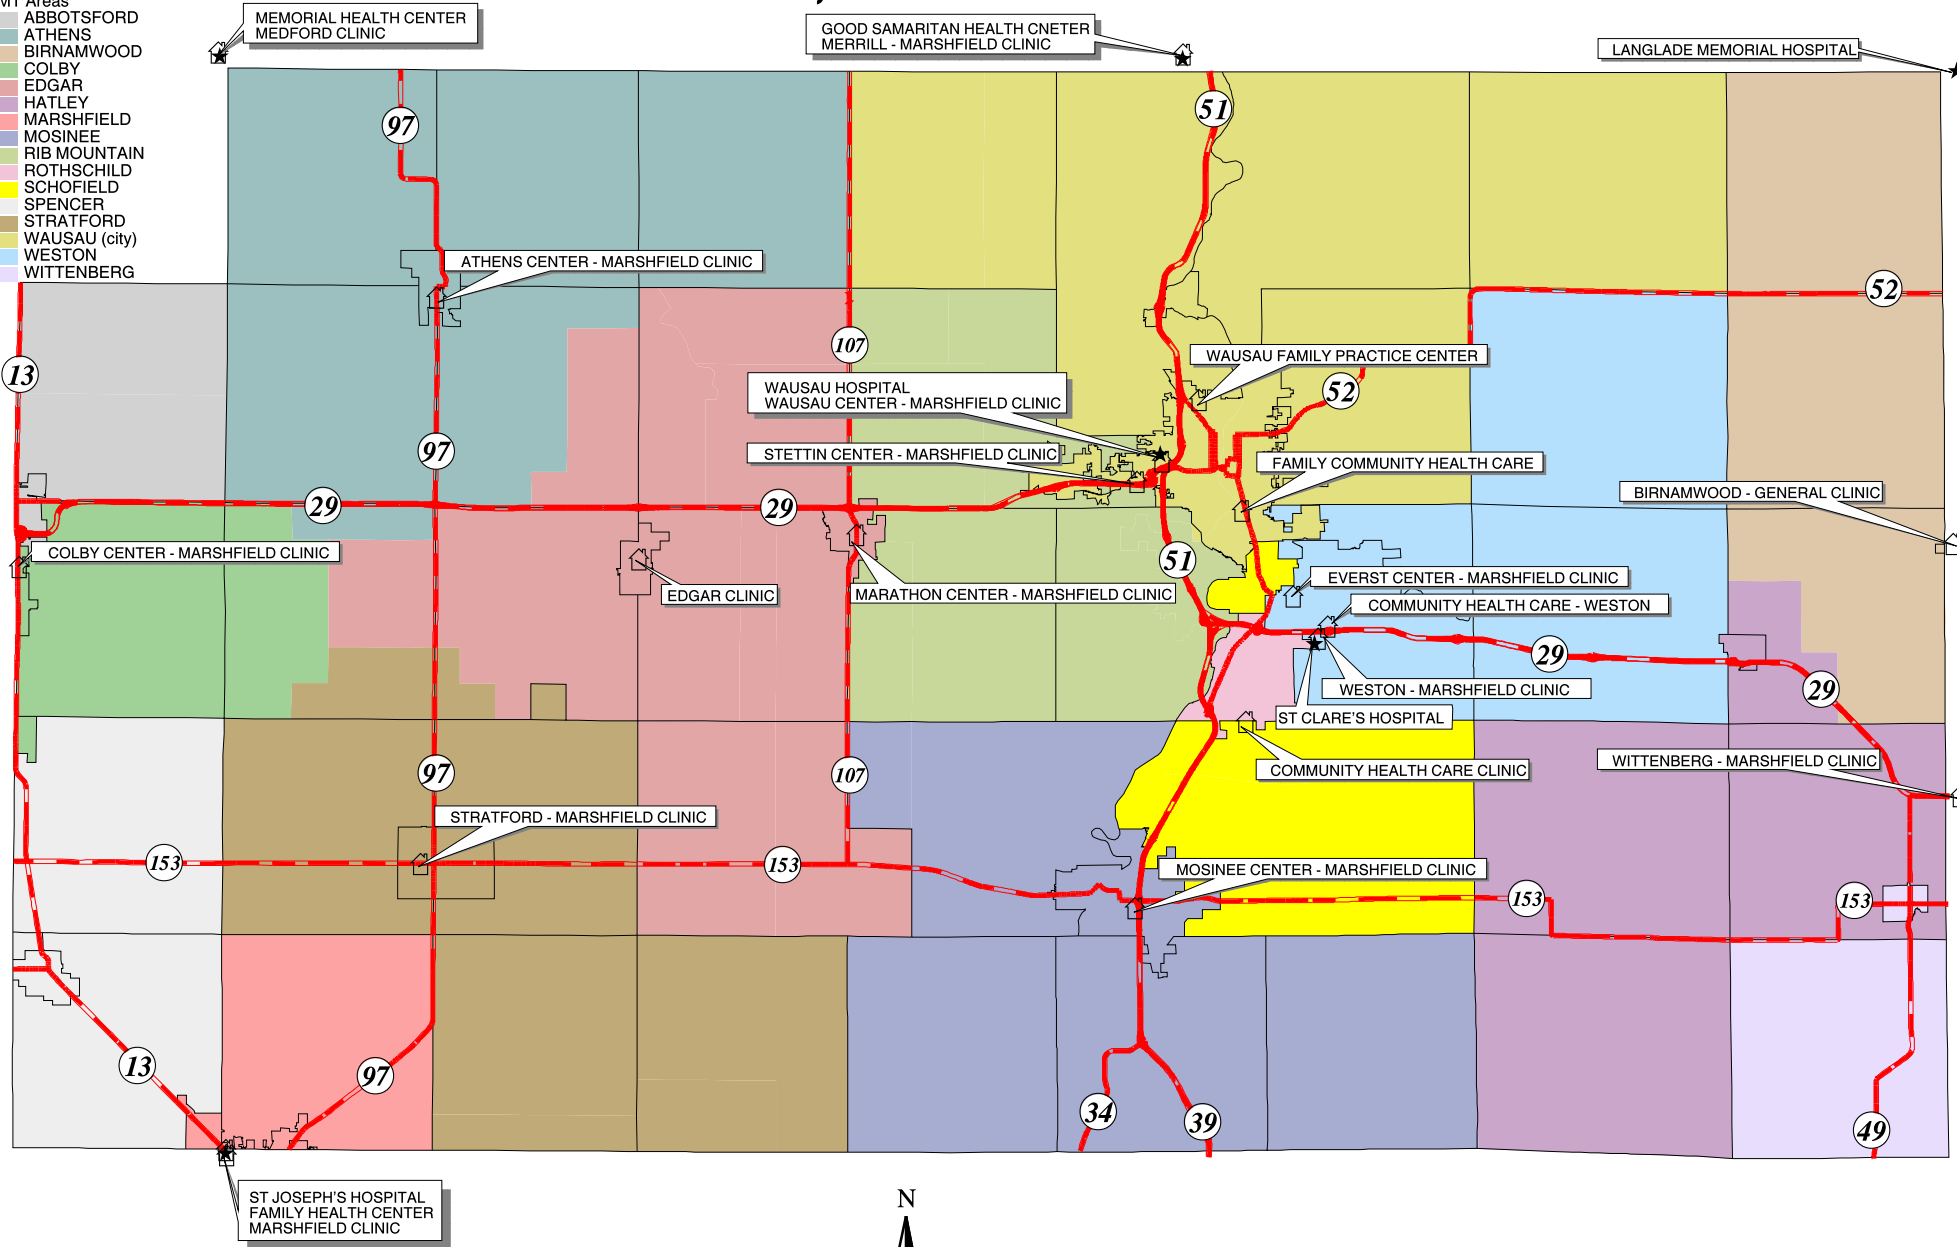 ABBOTSFORD
ATHENS
BIRNAMWOOD
COLBY
EDGAR
HATLEY
MARSHFIELD
MOSINEE
RIB MOUNTAIN
ROTHSCHILD
SCHOFIELD
SPENCER
STRATFORD
WAUSAU (city)
WESTON
WITTENBERG
MEMORIAL HEALTH CENTER
MEDFORD CLINIC
GOOD SAMARITAN HEALTH CNETER
MERRILL - MARSHFIELD CLINIC
LANGLADE MEMORIAL HOSPITAL
97
51
ATHENS CENTER - MARSHFIELD CLINIC
52
107
13
WAUSAU FAMILY PRACTICE CENTER
WAUSAU HOSPITAL
WAUSAU CENTER - MARSHFIELD CLINIC
52
97
STETTIN CENTER - MARSHFIELD CLINIC
FAMILY COMMUNITY HEALTH CARE
BIRNAMWOOD - GENERAL CLINIC
29
29
COLBY CENTER - MARSHFIELD CLINIC
51
EVERST CENTER - MARSHFIELD CLINIC
EDGAR CLINIC
MARATHON CENTER - MARSHFIELD CLINIC
COMMUNITY HEALTH CARE - WESTON
29
WESTON - MARSHFIELD CLINIC
29
ST CLARE'S HOSPITAL
WITTENBERG - MARSHFIELD CLINIC
97
107
COMMUNITY HEALTH CARE CLINIC
STRATFORD - MARSHFIELD CLINIC
153
153
MOSINEE CENTER - MARSHFIELD CLINIC
153
153
13
97
34
39
49
ST JOSEPH'S HOSPITAL
FAMILY HEALTH CENTER
MARSHFIELD CLINIC
N